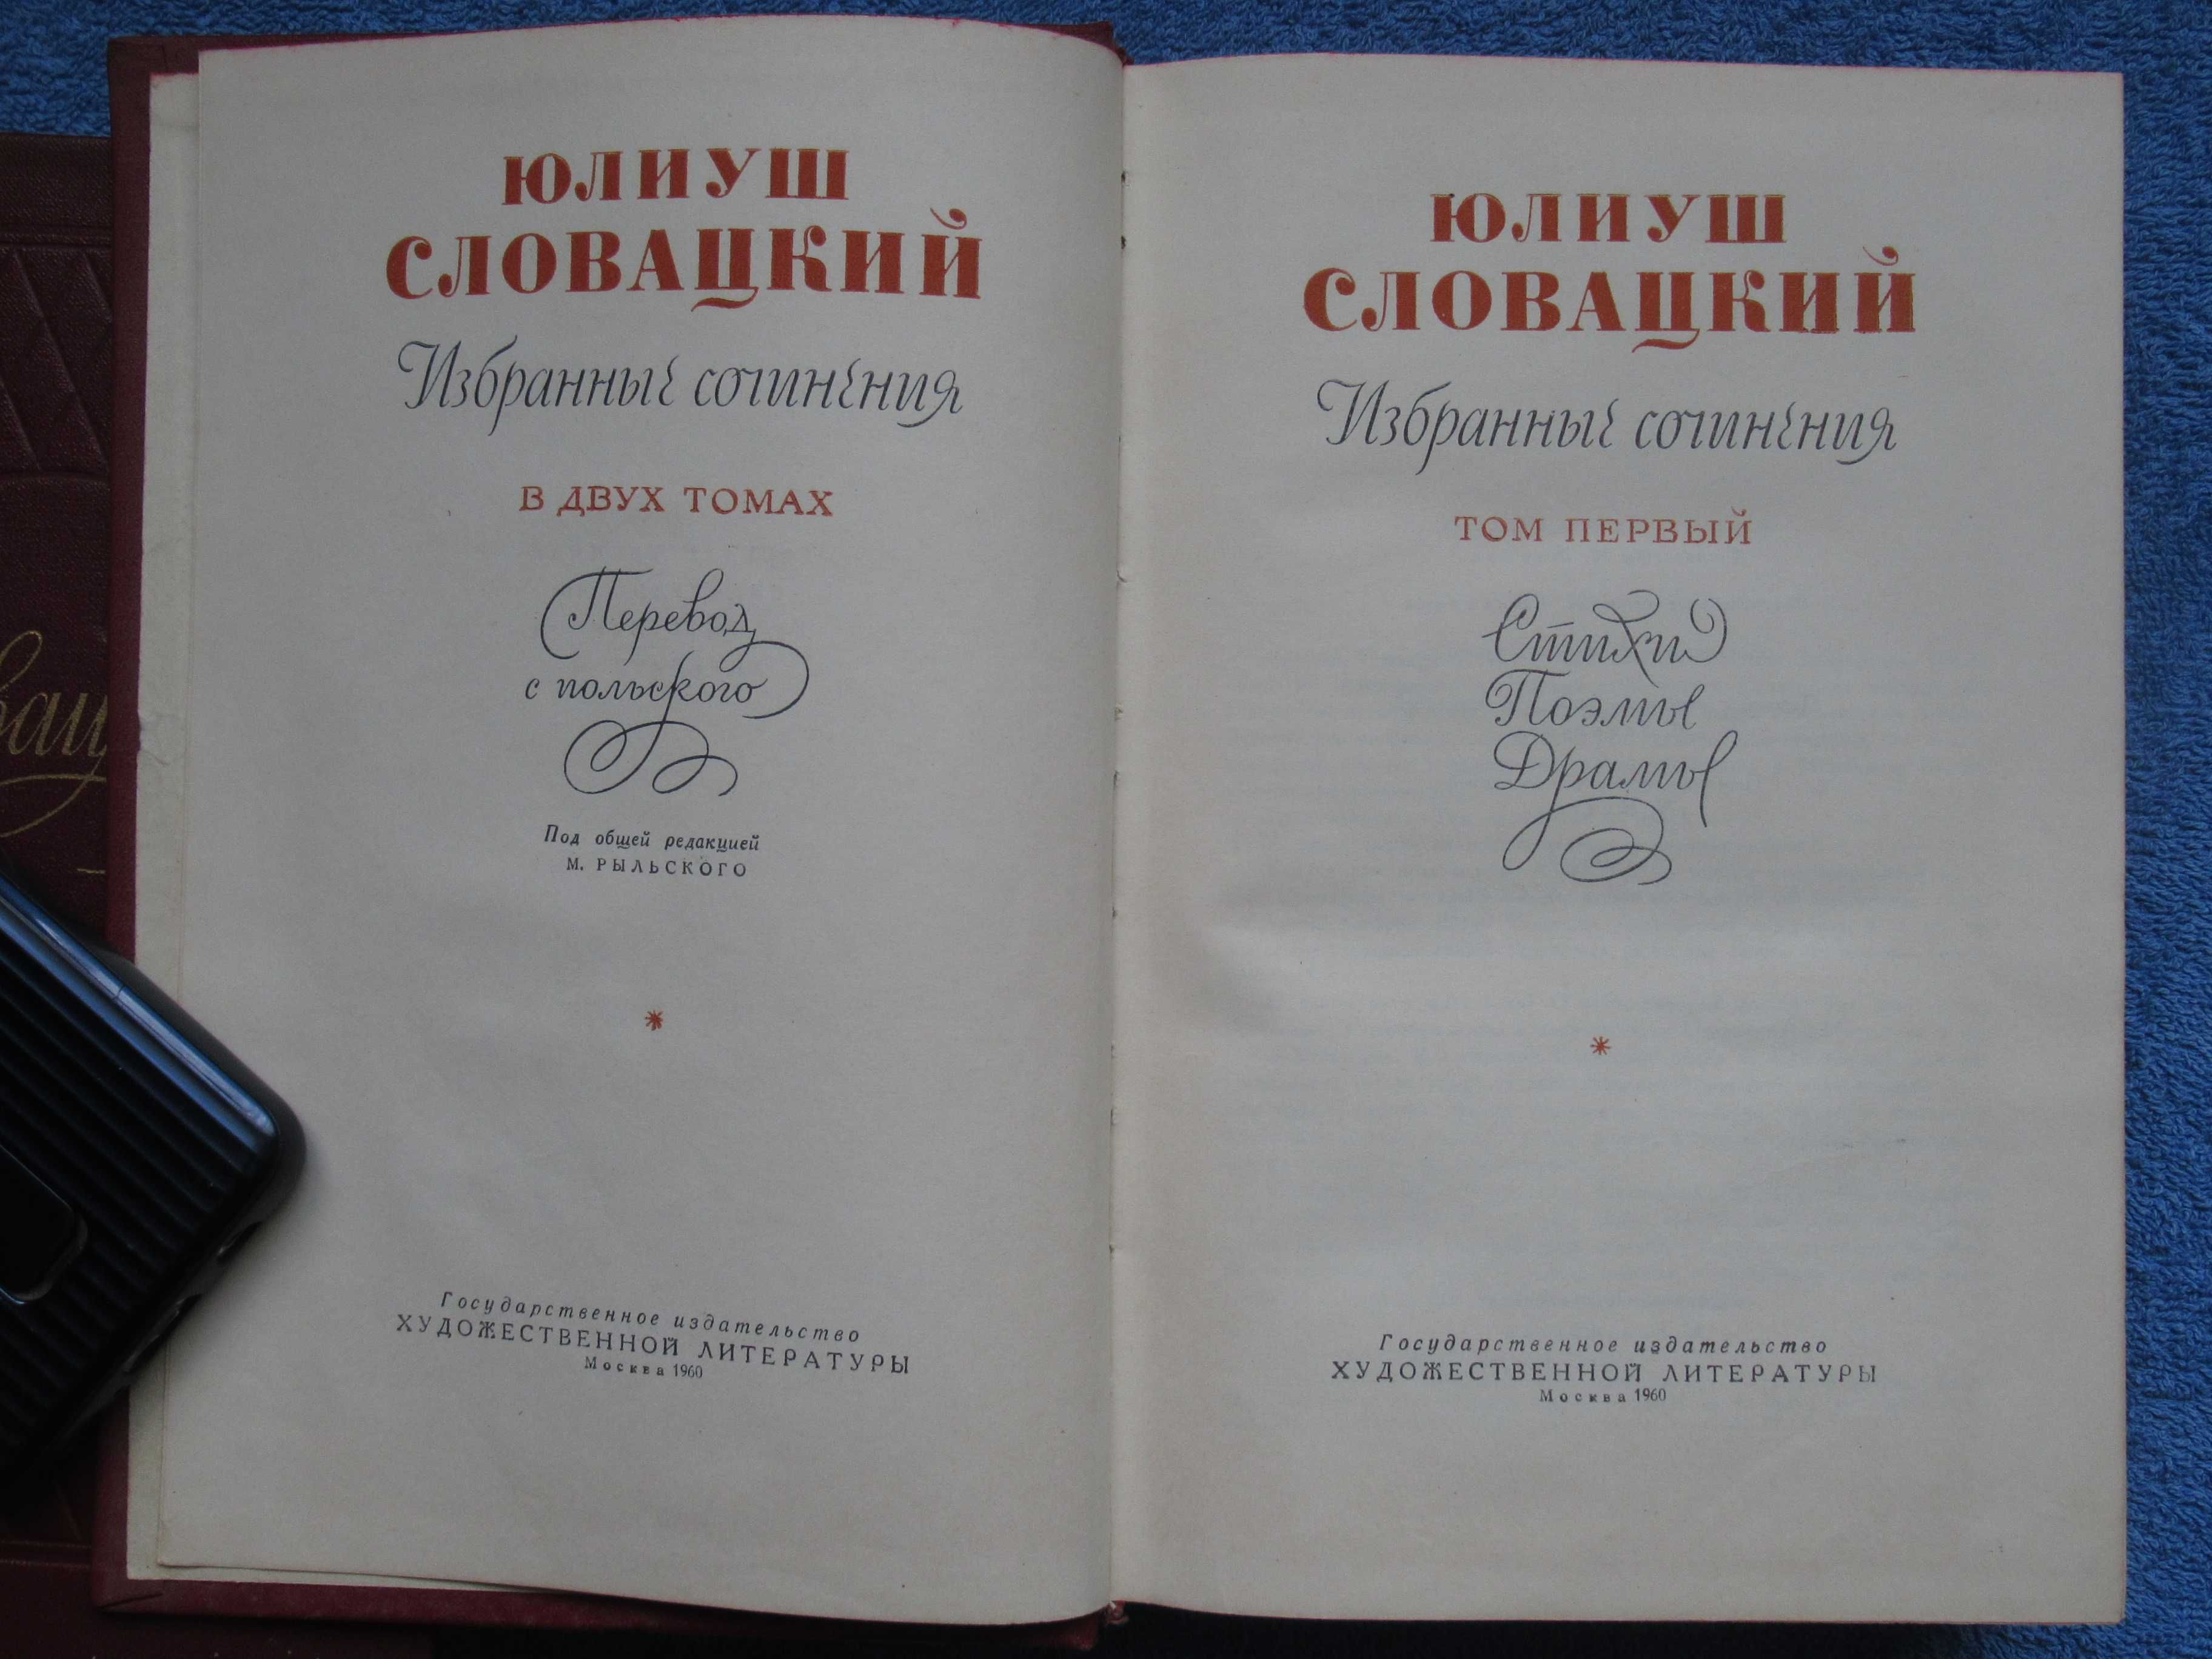 ЮЛИУШ
СЛОВАЦКИЙ
Избранные сочинения
В ДВУХ ТОМАХ
Перевод
с польского
Под общей редакцией
М. РЫЛЬСКОГО
*
Государственное издательство
ХУДОЖЕСТВЕННОЙ ЛИТЕРАТУРЫ
Москва 1960
ЮЛИУШ
СЛОВАЦКИЙ
Избранные сочинения
ТОМ ПЕРВЫЙ
Стихи
Поэмы
Драмы
*
Государственное издательство
ХУДОЖЕСТВЕННОЙ ЛИТЕРАТУРЫ
Москва 1960